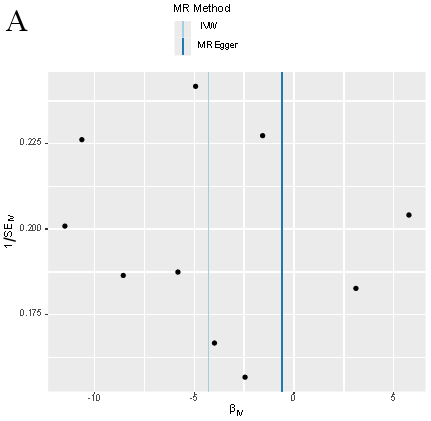 A
MR Method
IVW
MR Egger
0.225
0.200
0.175
1/SE_IV
-10
-5
0
5
β_IV